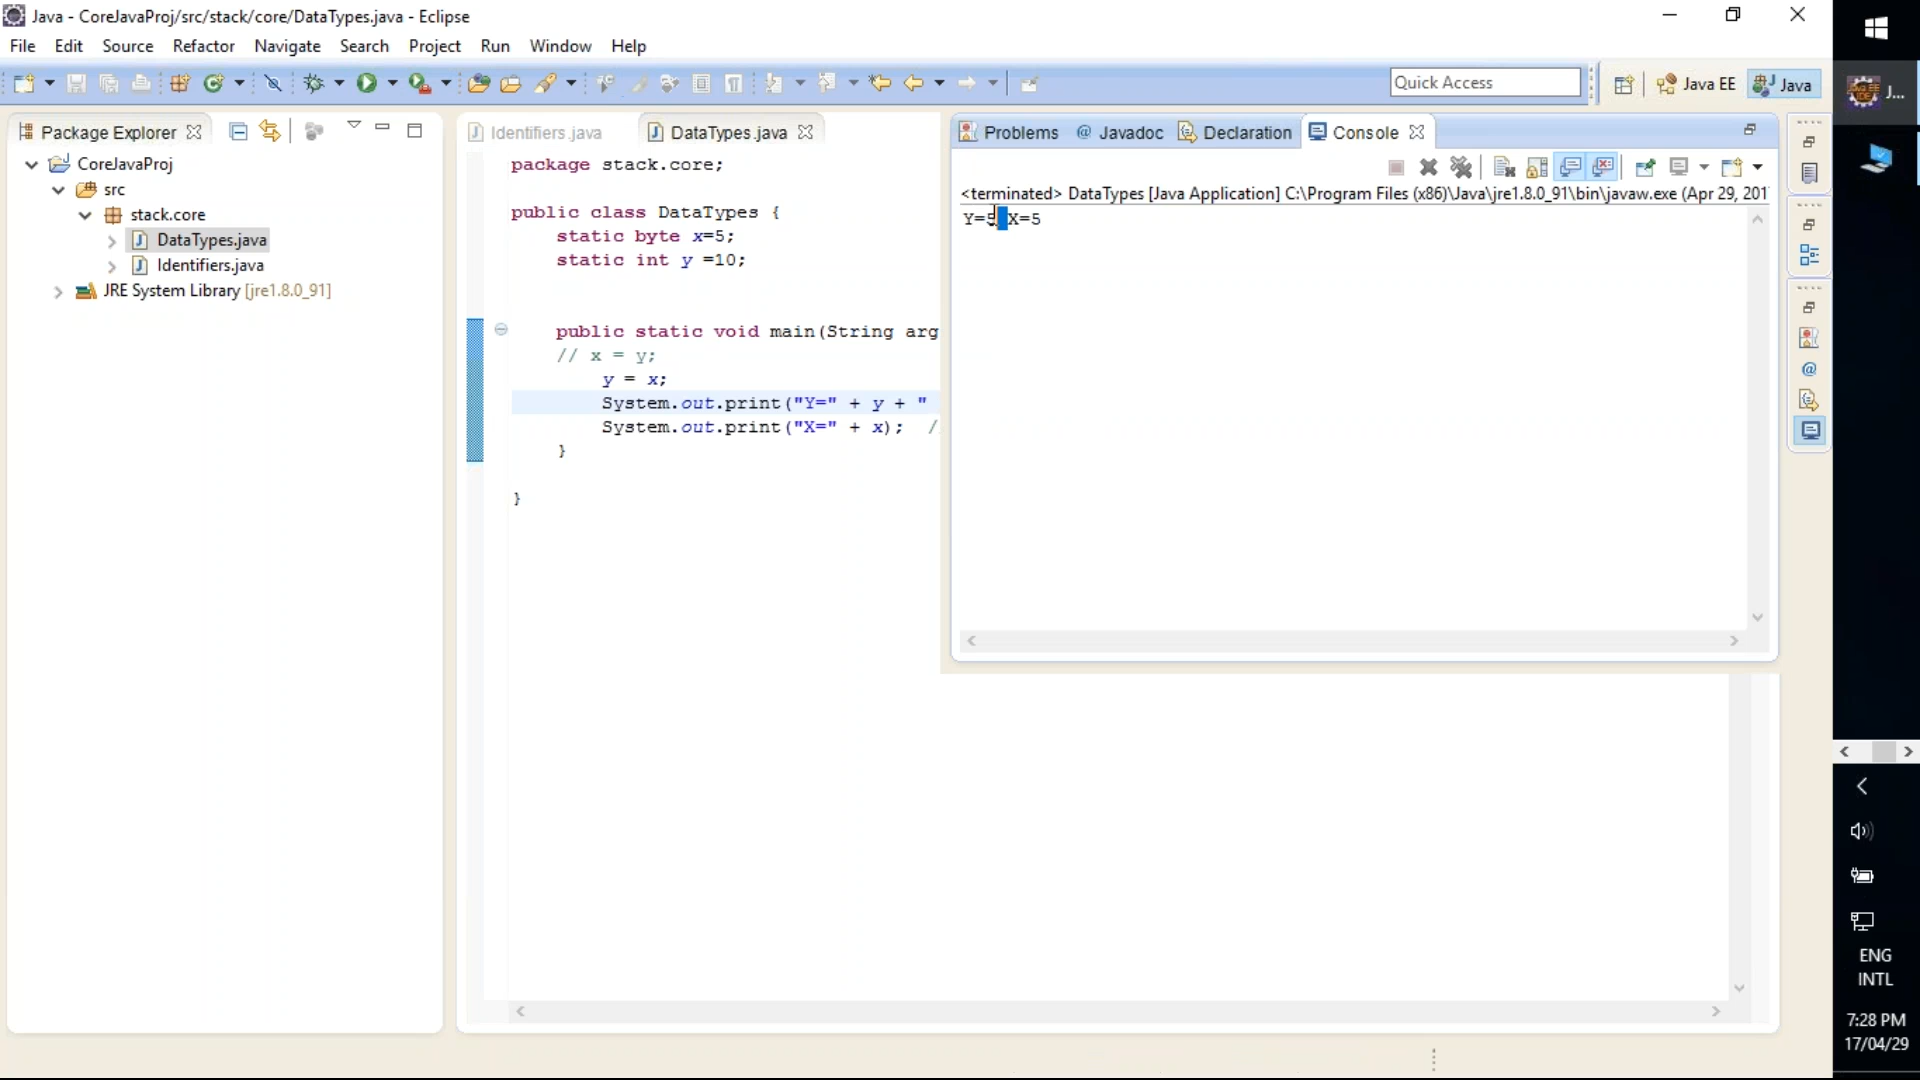 Java - CoreJavaProj/src/stack/core/DataTypes.java - Eclipse
File Edit Source Refactor Navigate Search Project Run Window Help
Quick Access
Java EE
Java
J...
Package Explorer
CoreJavaProj
src
stack.core
DataTypes.java
Identifiers.java
JRE System Library [jre1.8.0_91]
Identifiers.java
DataTypes.java
package stack.core;
public class DataTypes {
static byte x=5;
static int y =10;
public static void main(String arg
// x = y;
y = x;
System.out.print("Y=" + y + "
System.out.print("X=" + x); /
}
}
Problems
@ Javadoc
Declaration
Console
<terminated> DataTypes [Java Application] C:\Program Files (x86)\Java\jre1.8.0_91\bin\javaw.exe (Apr 29, 201
Y=5 X=5
ENG
INTL
7:28 PM
17/04/29